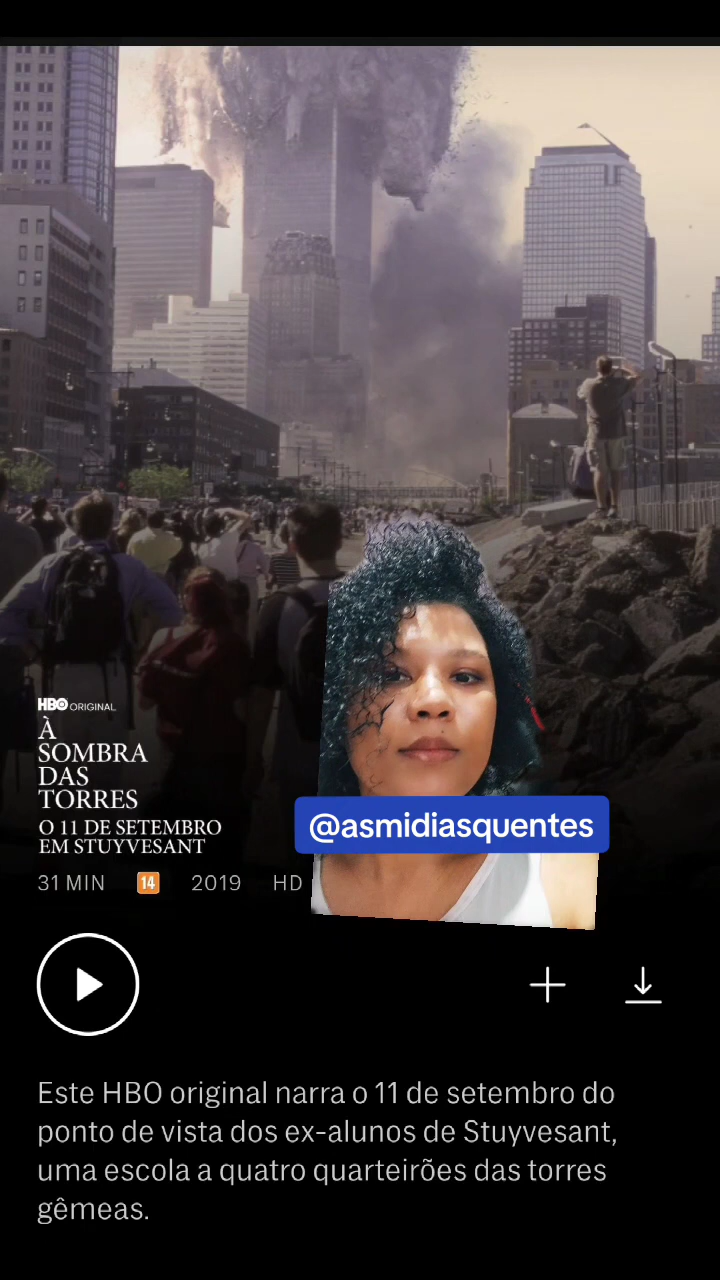 HBO ORIGINAL
À
SOMBRA
DAS
TORRES
O 11 DE SETEMBRO
EM STUYVESANT
@asmidiasquentes
31 MIN 14 2019 HD
Este HBO original narra o 11 de setembro do
ponto de vista dos ex-alunos de Stuyvesant,
uma escola a quatro quarteirões das torres
gêmeas.